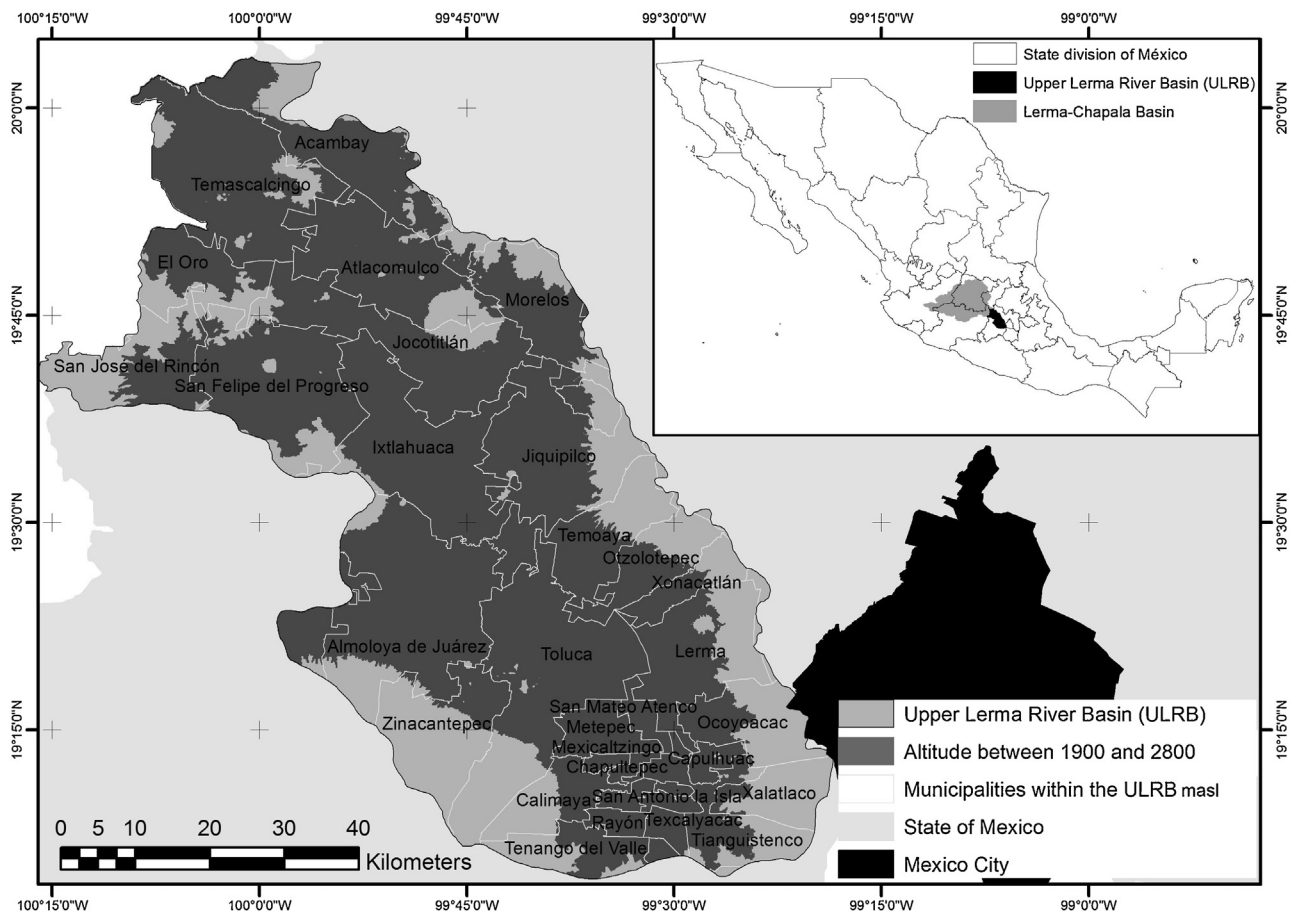 100°15'0"W 100°0'0"W 99°45'0"W 99°30'0"W 99°15'0"W 99°0'0"W
State division of México
Upper Lerma River Basin (ULRB)
Lerma-Chapala Basin
20°0'0"N
20°0'0"N
Acambay
Temascalcingo
El Oro
Atlacomulco
Morelos
19°45'0"N
19°45'0"N
Jocotitlán
San José del Rincón
San Felipe del Progreso
Ixtlahuaca
Jiquipilco
19°30'0"N
19°30'0"N
Temoaya
Otzolotepec
Xonacatlán
Almoloya de Juárez
Toluca
Lerma
San Mateo Atenco
Zinacantepec
Metepec
Ocoyoacac
19°15'0"N
19°15'0"N
Mexicaltzingo
Capulhuac
Chapultepec
Calimaya
San Antonio la Isla
Xalatlaco
Rayón
Texcalyacac
Tenango del Valle
Tianguistenco
Upper Lerma River Basin (ULRB)
Altitude between 1900 and 2800
Municipalities within the ULRB masl
State of Mexico
Mexico City
0 5 10 20 30 40
Kilometers
100°15'0"W 100°0'0"W 99°45'0"W 99°30'0"W 99°15'0"W 99°0'0"W